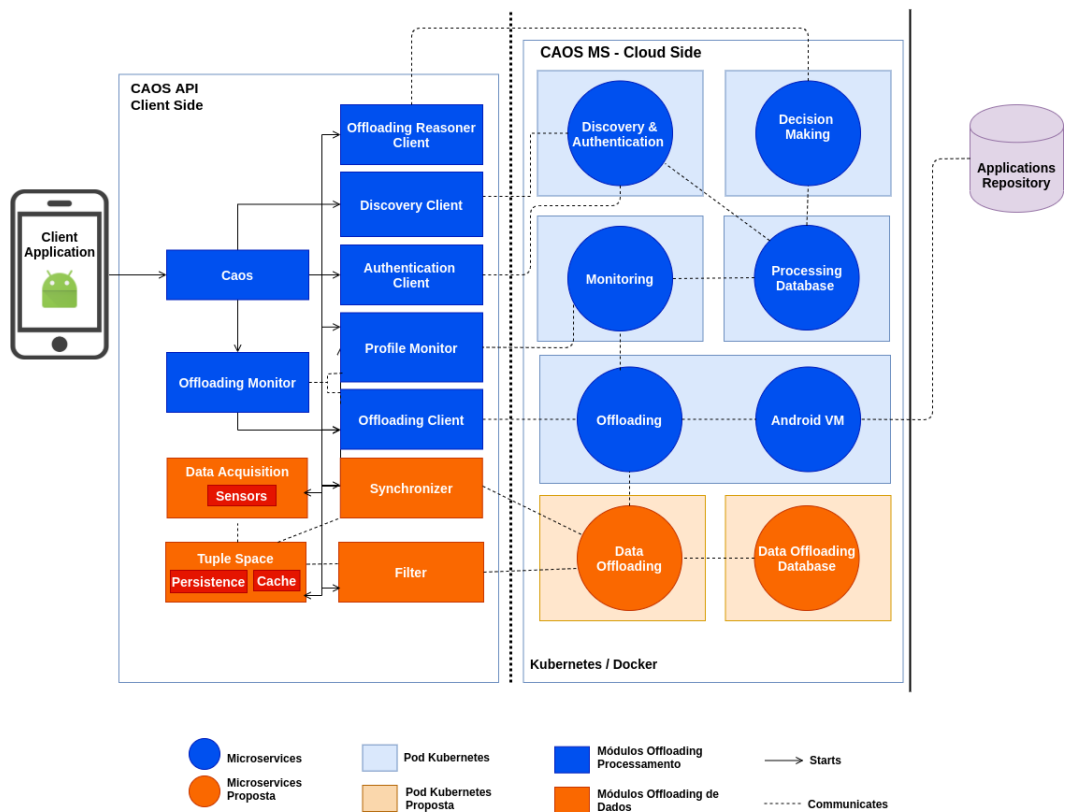 CAOS API
Client Side
CAOS MS - Cloud Side
Offloading Reasoner
Client
Discovery &
Authentication
Decision
Making
Applications
Repository
Discovery Client
Client
Application
Caos
Authentication
Client
Monitoring
Processing
Database
Profile Monitor
Offloading Monitor
Offloading Client
Offloading
Android VM
Data Acquisition
Sensors
Synchronizer
Tuple Space
Persistence
Cache
Filter
Data
Offloading
Data Offloading
Database
Kubernetes / Docker
Microservices
Pod Kubernetes
Módulos Offloading
Processamento
Starts
Microservices
Proposta
Pod Kubernetes
Proposta
Módulos Offloading de
Dados
Communicates